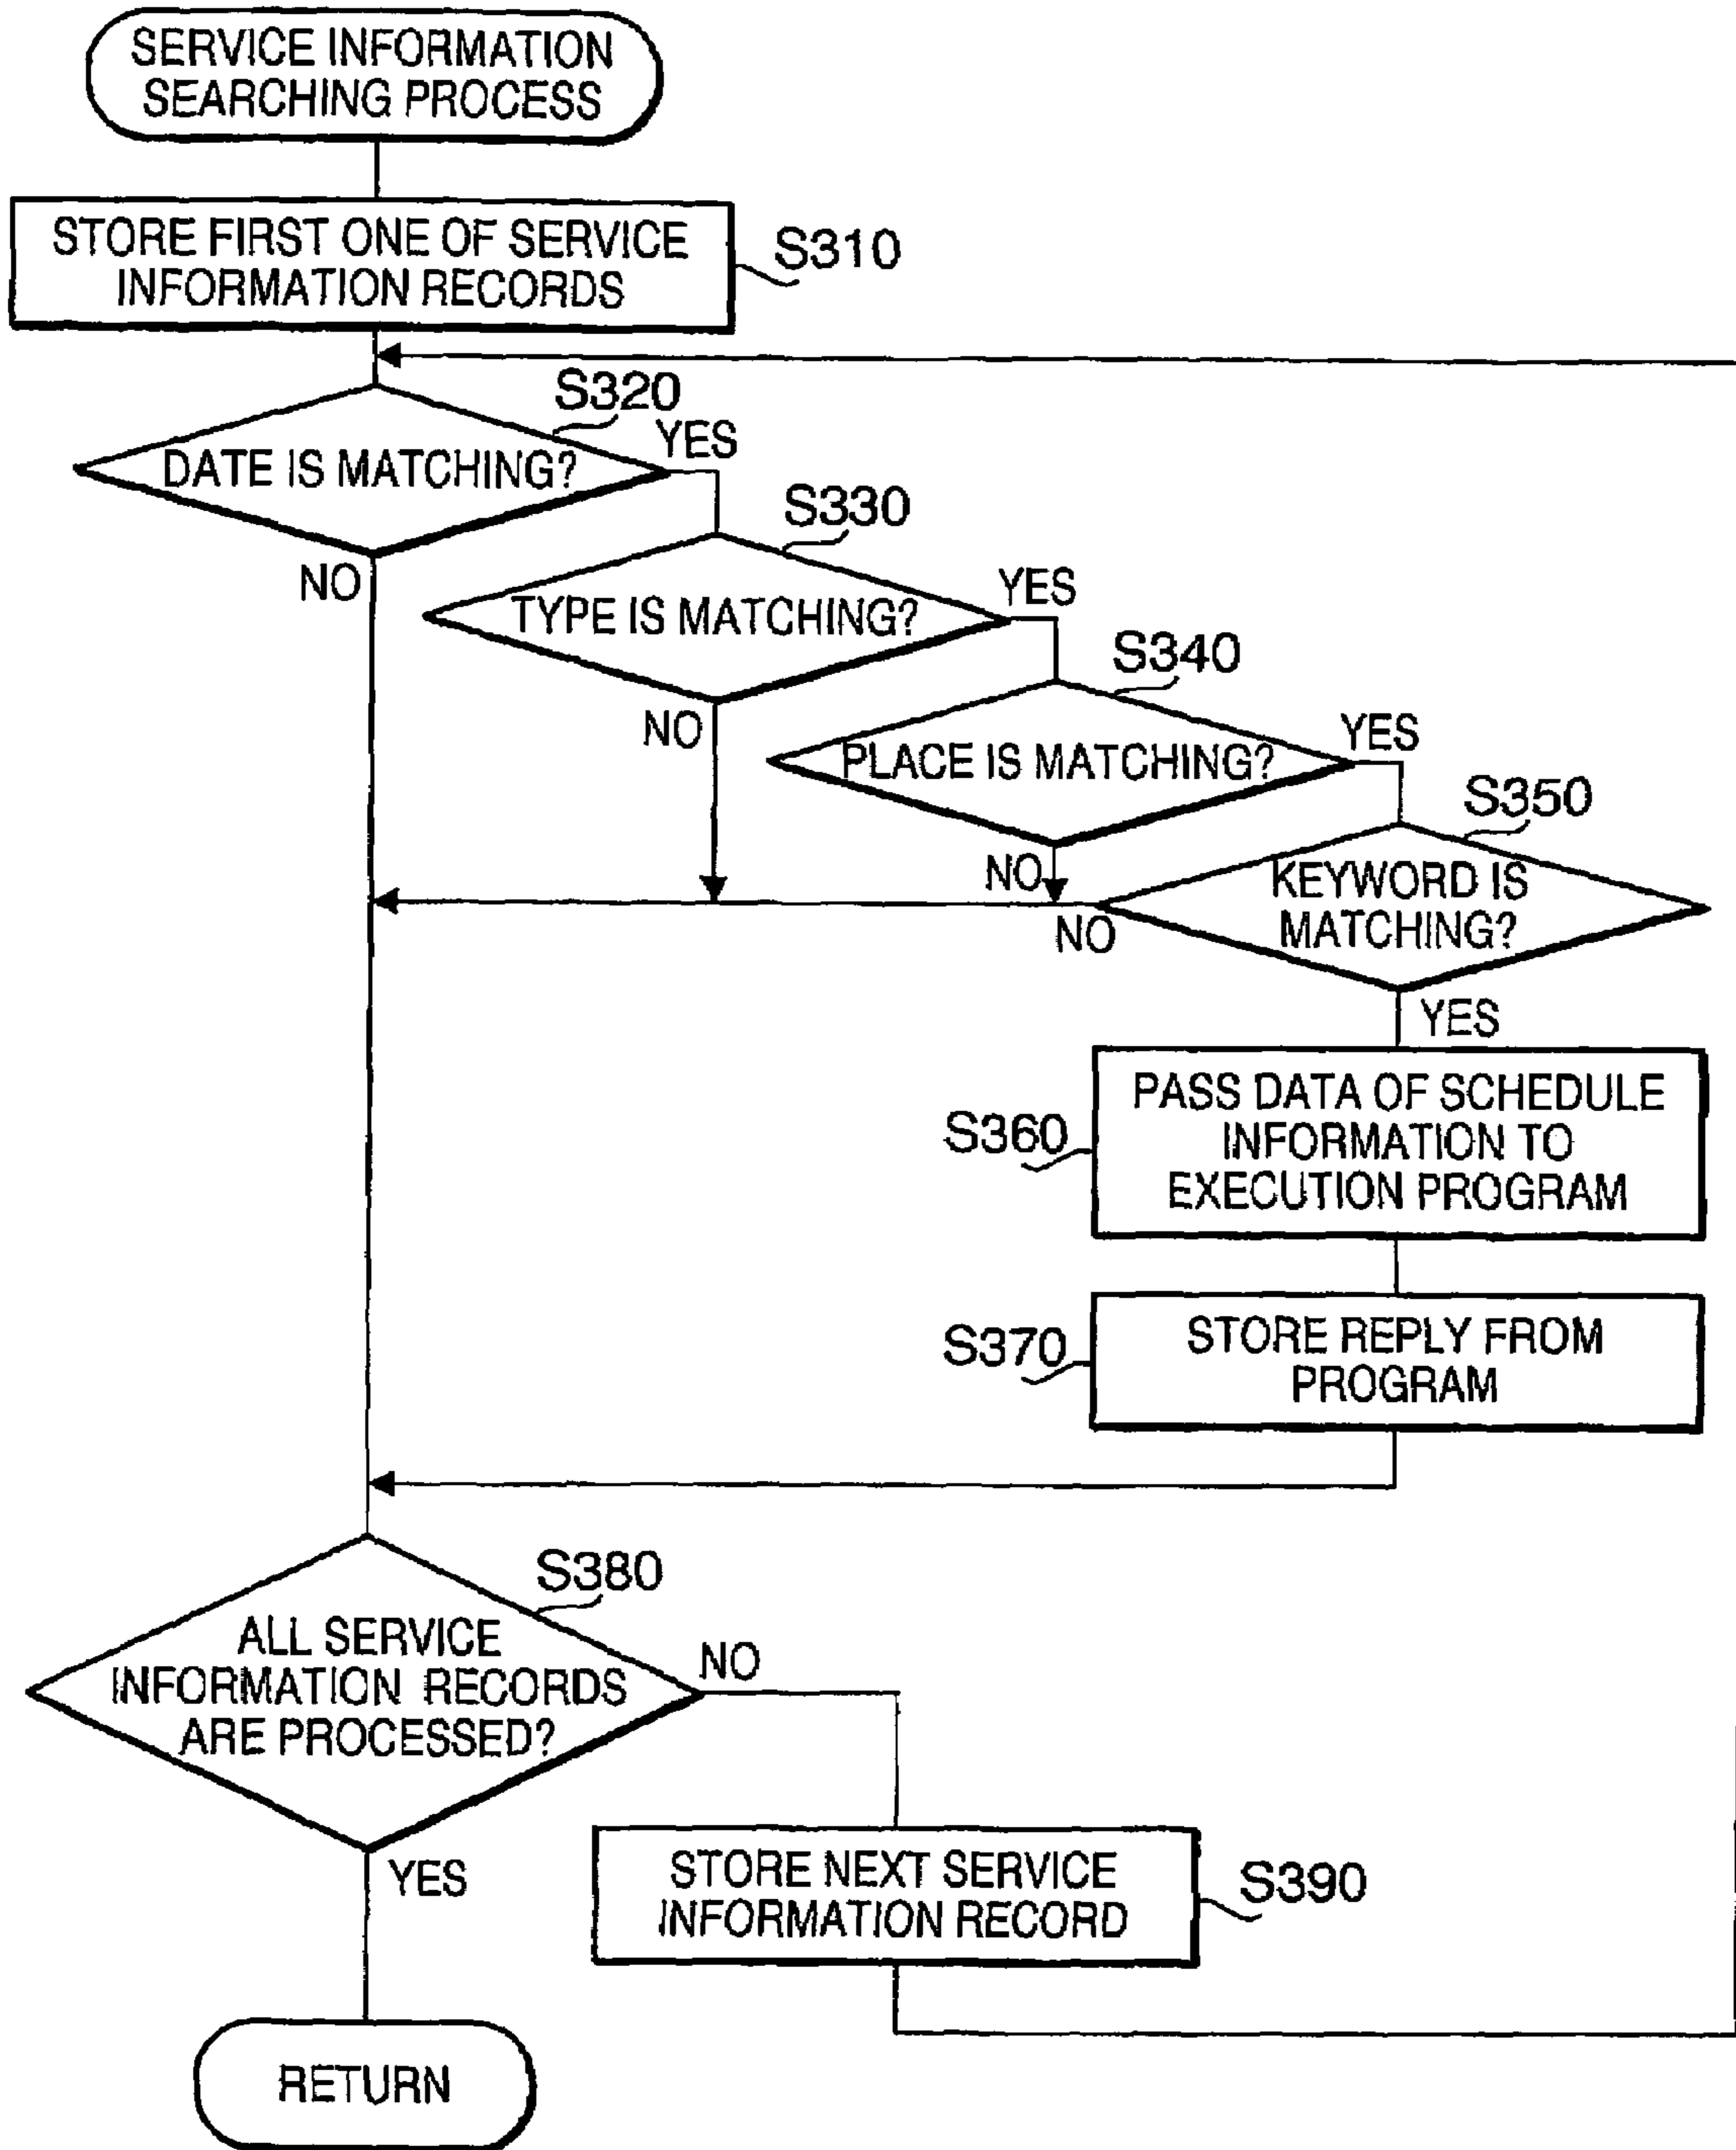 SERVICE INFORMATION
SEARCHING PROCESS
STORE FIRST ONE OF SERVICE
INFORMATION RECORDS
S310
S320
DATE IS MATCHING?
YES
NO
S330
TYPE IS MATCHING?
YES
NO
S340
PLACE IS MATCHING?
YES
NO
S350
KEYWORD IS
MATCHING?
NO
YES
S360
PASS DATA OF SCHEDULE
INFORMATION TO
EXECUTION PROGRAM
S370
STORE REPLY FROM
PROGRAM
S380
ALL SERVICE
INFORMATION RECORDS
ARE PROCESSED?
NO
YES
STORE NEXT SERVICE
INFORMATION RECORD
S390
RETURN